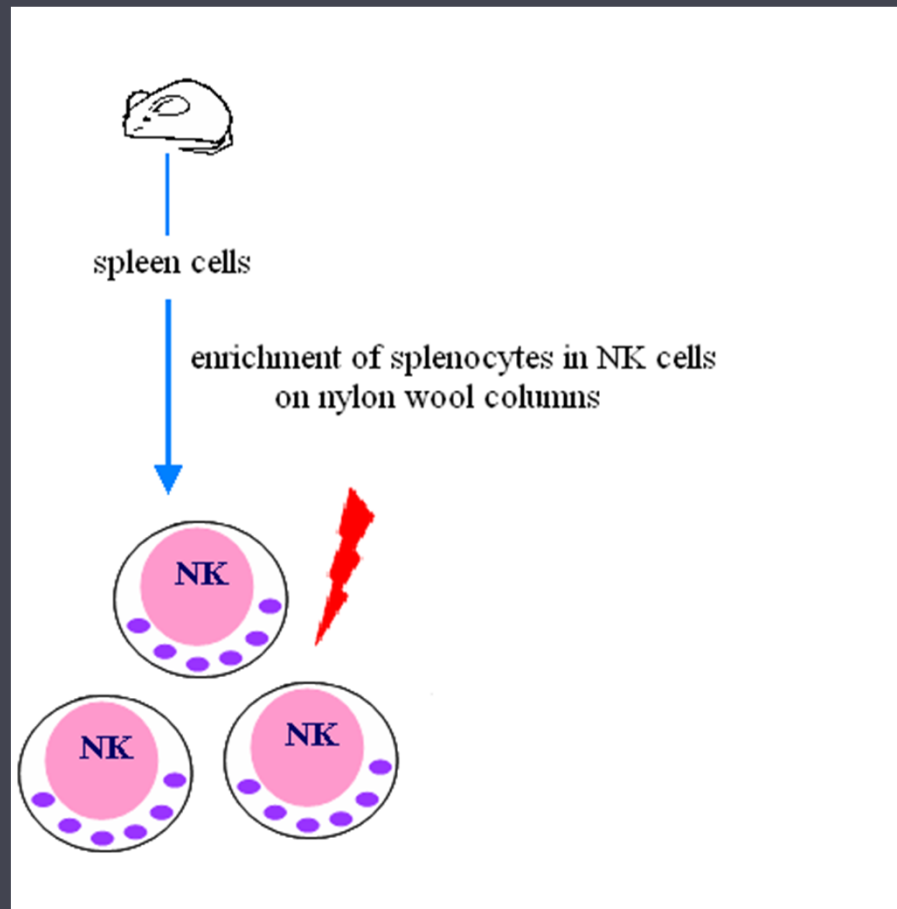 spleen cells
enrichment of splenocytes in NK cells
on nylon wool columns
NK
NK
NK